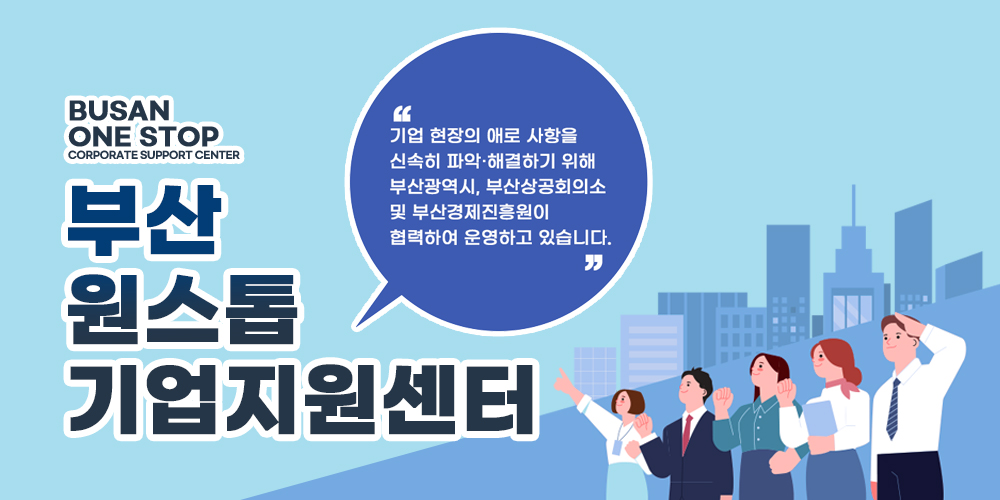 BUSAN
ONE STOP
CORPORATE SUPPORT CENTER
부산
원스톱
기업지원센터
“
기업 현장의 애로 사항을
신속히 파악·해결하기 위해
부산광역시, 부산상공회의소
및 부산경제진흥원이
협력하여 운영하고 있습니다.
”